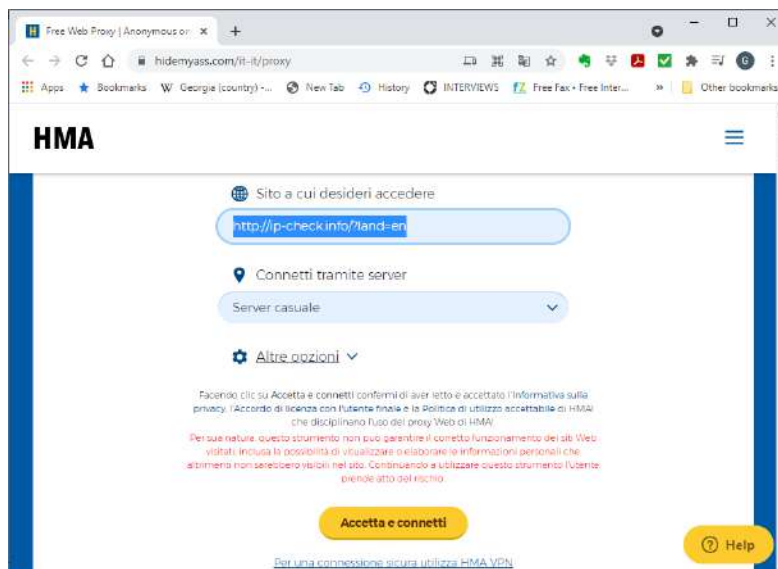 Free Web Proxy | Anonymous or
hidemyass.com/it-it/proxy
G
Apps
Bookmarks
W Georgia (country) -...
New Tab
History
INTERVIEWS
Free Fax • Free Inter...
»
Other bookmarks
HMA
Sito a cui desideri accedere
http://ip-check.info/?land=en
Connetti tramite server
Server casuale
Altre opzioni
Facendo clic su Accetta e connetti confermi di aver letto e accettato l'Informativa sulla
privacy, l'Accordo di licenza con l'utente finale e la Politica di utilizzo accettabile di HMA!
che disciplinano l'uso del proxy Web di HMA!
Per sua natura, questo strumento non può garantire il corretto funzionamento dei siti Web
visitati, inclusa la possibilità di visualizzare o elaborare le informazioni personali che
altrimenti non sarebbero visibili nel sito. Continuando a utilizzare questo strumento l'utente
prende atto del rischio.
Accetta e connetti
Help
Per una connessione sicura utilizza HMA VPN